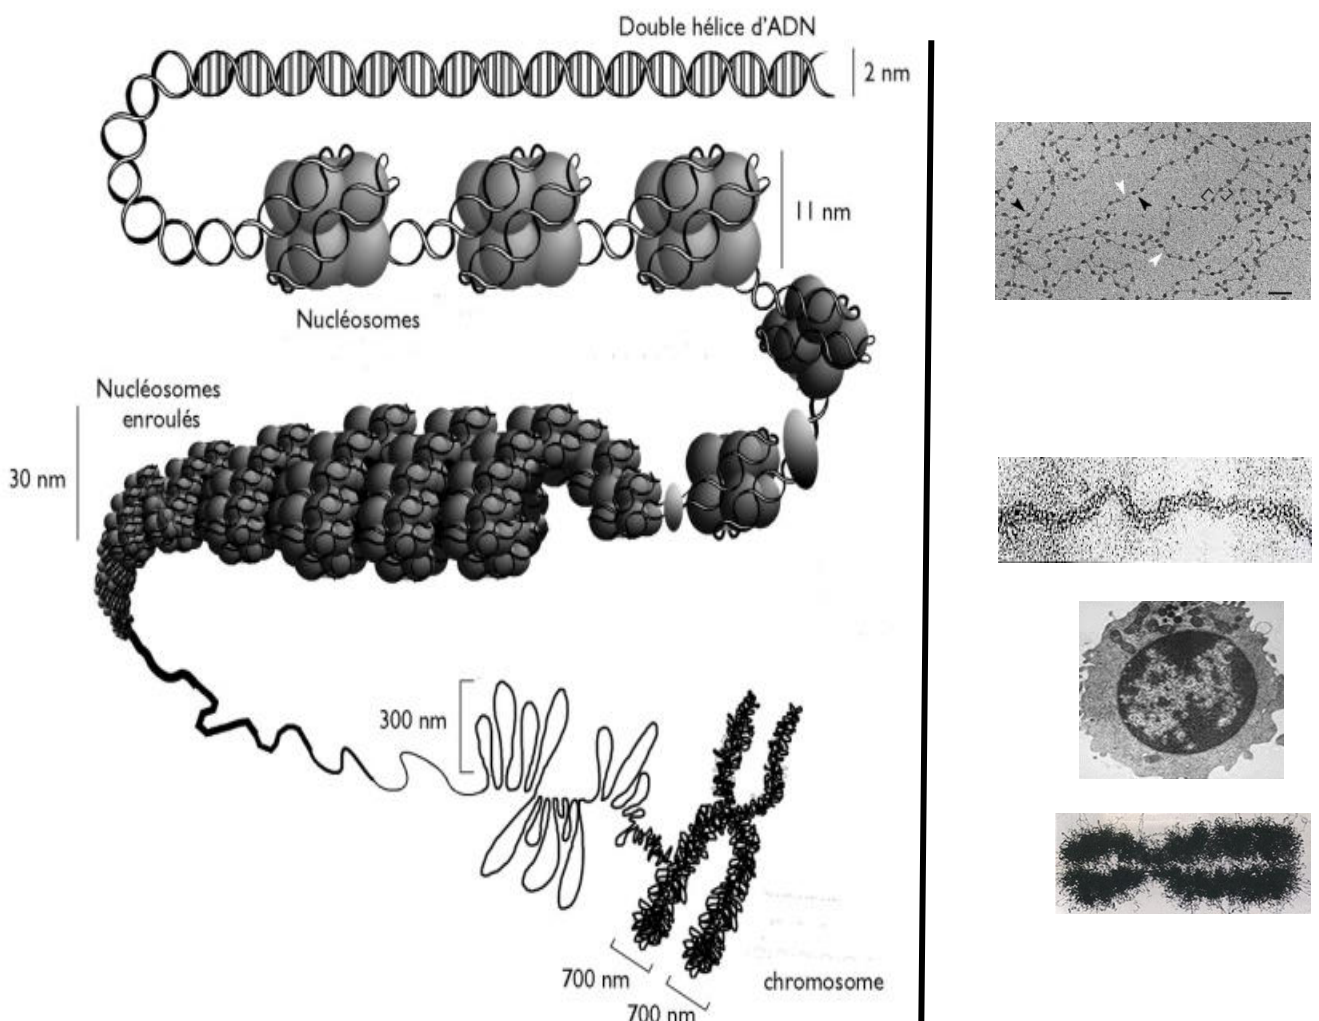 Double hélice d'ADN
2 nm
11 nm
Nucléosomes
Nucléosomes
enroulés
30 nm
300 nm
700 nm
chromosome
700 nm